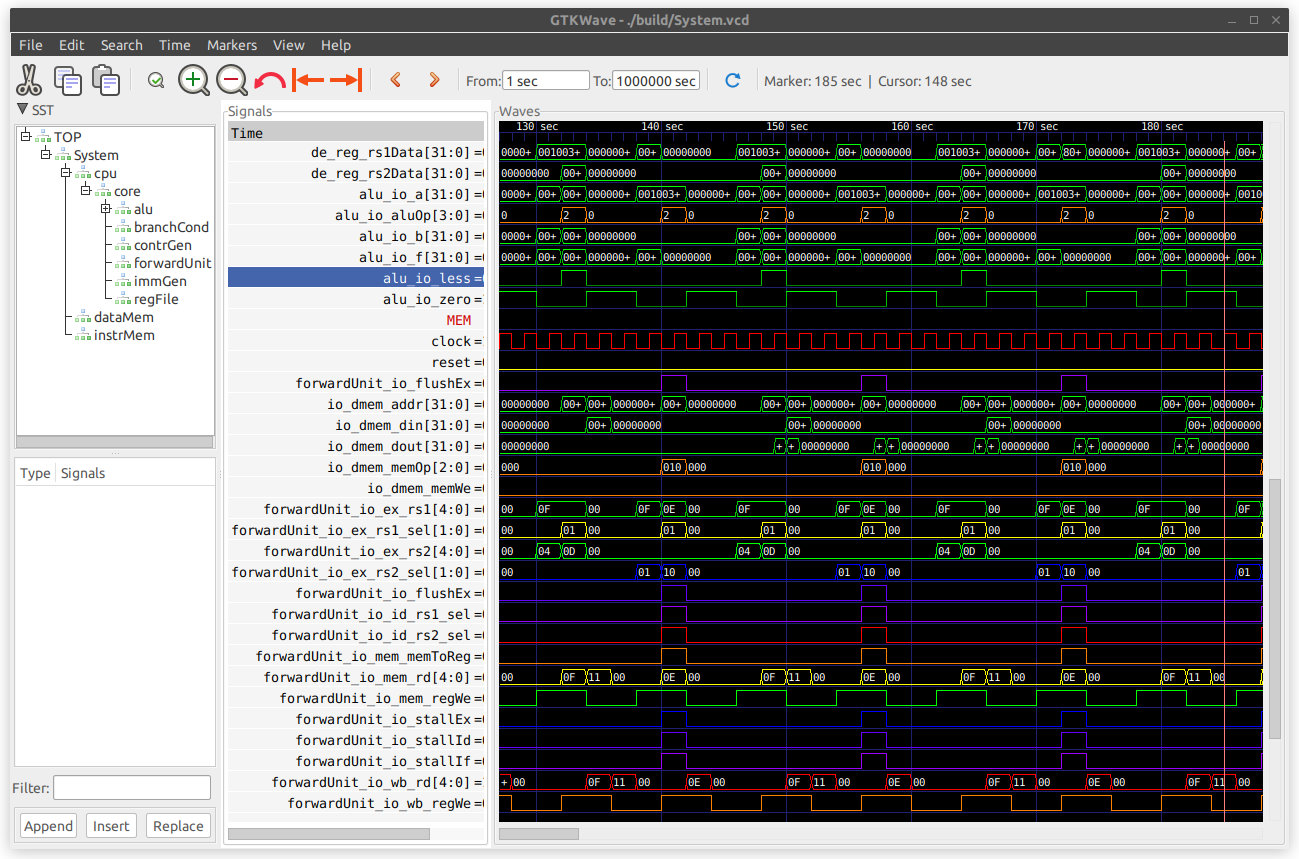 GTKWave - ./build/System.vcd
File Edit Search Time Markers View Help
From: 1 sec To: 1000000 sec Marker: 185 sec | Cursor: 148 sec
SST
TOP
System
cpu
core
alu
branchCond
contrGen
forwardUnit
immGen
regFile
dataMem
instrMem
Type Signals
Filter:
Append Insert Replace
Signals
Time
de_reg_rs1Data[31:0] =
de_reg_rs2Data[31:0] =
alu_io_a[31:0] =
alu_io_aluOp[3:0] =
alu_io_b[31:0] =
alu_io_f[31:0] =
alu_io_less =
alu_io_zero =
MEM
clock =
reset =
forwardUnit_io_flushEx =
io_dmem_addr[31:0] =
io_dmem_din[31:0] =
io_dmem_dout[31:0] =
io_dmem_memOp[2:0] =
io_dmem_memWe =
forwardUnit_io_ex_rs1[4:0] =
forwardUnit_io_ex_rs1_sel[1:0] =
forwardUnit_io_ex_rs2[4:0] =
forwardUnit_io_ex_rs2_sel[1:0] =
forwardUnit_io_flushEx =
forwardUnit_io_id_rs1_sel =
forwardUnit_io_id_rs2_sel =
forwardUnit_io_mem_memToReg =
forwardUnit_io_mem_rd[4:0] =
forwardUnit_io_mem_regWe =
forwardUnit_io_stallEx =
forwardUnit_io_stallId =
forwardUnit_io_stallIf =
forwardUnit_io_wb_rd[4:0] =
forwardUnit_io_wb_regWe =
Waves
130 sec 140 sec 150 sec 160 sec 170 sec 180 sec
0000+ 001003+ 000000+ 00+ 00000000 001003+ 000000+ 00+ 00000000 001003+ 000000+ 00+ 80+ 000000+ 001003+ 000000+ 00+
00000000 00+ 00000000 00+ 00000000 00+ 00000000 00+ 00000000
0000+ 00+ 00+ 000000+ 001003+ 000000+ 00+ 00+ 000000+ 001003+ 000000+ 00+ 00+ 000000+ 001003+ 000000+ 00+ 00+ 000000+ 0010
0 2 0 2 0 2 0 2 0 2 0 2 0 2 0
0000+ 00+ 00+ 00000000 00+ 00+ 00000000 00+ 00+ 00000000 00+ 00+ 00000000
0000+ 00+ 00+ 000000+ 00+ 00000000 00+ 00+ 000000+ 00+ 00000000 00+ 00+ 000000+ 00+ 00000000 00+ 00+ 000000+ 00+
00000000 00+ 00+ 000000+ 00+ 00000000 00+ 00+ 000000+ 00+ 00000000 00+ 00+ 000000+ 00+ 00000000 00+ 00+ 000000+
00000000 00+ 00000000 00+ 00000000 00+ 00000000 00+ 00000000
00000000 + + 00000000 + + 00000000 + + 00000000 + + 00000000 + + 00000000
000 010 000 010 000 010 000
00 0F 00 0F 0E 00 0F 00 0F 0E 00 0F 00 0F 0E 00 0F 00 0F
00 01 00 01 00 01 00 01 00 01 00 01 00 01 00
00 04 0D 00 04 0D 00 04 0D 00 04 0D 00
00 01 10 00 01 10 00 01 10 00 01
00 0F 11 00 0E 00 0F 11 00 0E 00 0F 11 00 0E 00 0F 11 00
+ 00 0F 11 00 0E 00 0F 11 00 0E 00 0F 11 00 0E 00 0F 11 00